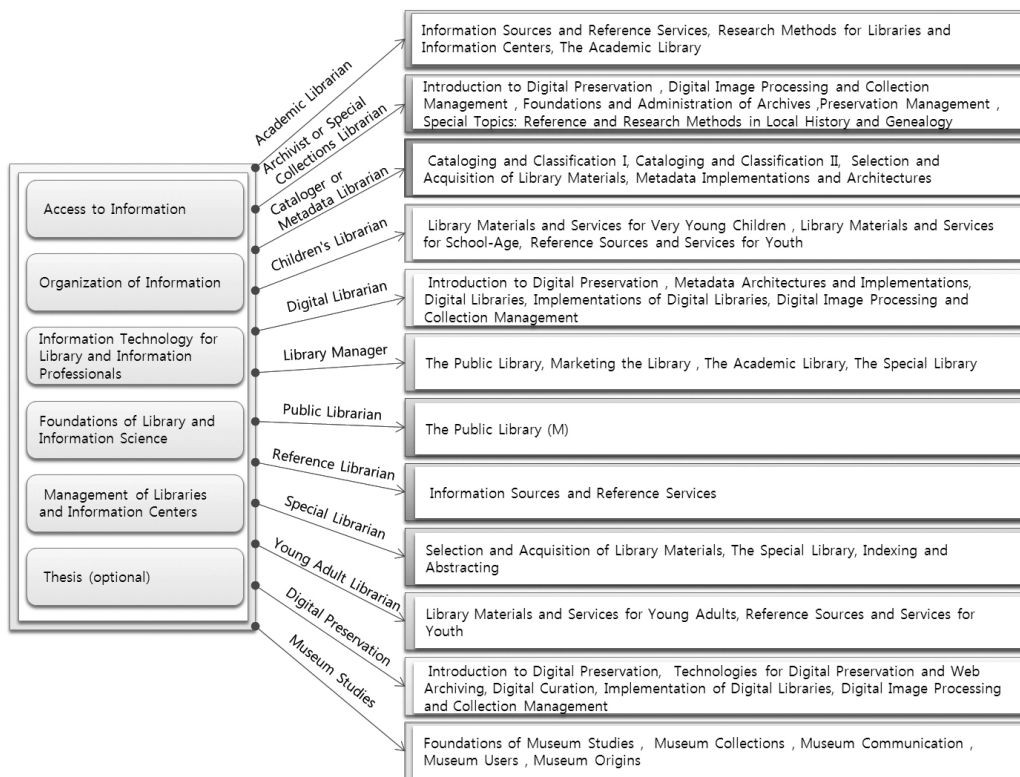 Access to Information
Organization of Information
Information Technology for
Library and Information
Professionals
Foundations of Library and
Information Science
Management of Libraries
and Information Centers
Thesis (optional)
Academic Librarian
Information Sources and Reference Services, Research Methods for Libraries and
Information Centers, The Academic Library
Archivist or Special
Collections Librarian
Introduction to Digital Preservation , Digital Image Processing and Collection
Management , Foundations and Administration of Archives ,Preservation Management ,
Special Topics: Reference and Research Methods in Local History and Genealogy
Cataloger or
Metadata Librarian
Cataloging and Classification I, Cataloging and Classification II, Selection and
Acquisition of Library Materials, Metadata Implementations and Architectures
Children's Librarian
Library Materials and Services for Very Young Children , Library Materials and Services
for School-Age, Reference Sources and Services for Youth
Digital Librarian
Introduction to Digital Preservation , Metadata Architectures and Implementations,
Digital Libraries, Implementations of Digital Libraries, Digital Image Processing and
Collection Management
Library Manager
The Public Library, Marketing the Library , The Academic Library, The Special Library
Public Librarian
The Public Library (M)
Reference Librarian
Information Sources and Reference Services
Special Librarian
Selection and Acquisition of Library Materials, The Special Library, Indexing and
Abstracting
Young Adult Librarian
Library Materials and Services for Young Adults, Reference Sources and Services for
Youth
Digital Preservation
Introduction to Digital Preservation, Technologies for Digital Preservation and Web
Archiving, Digital Curation, Implementation of Digital Libraries, Digital Image Processing
and Collection Management
Museum Studies
Foundations of Museum Studies , Museum Collections , Museum Communication ,
Museum Users , Museum Origins